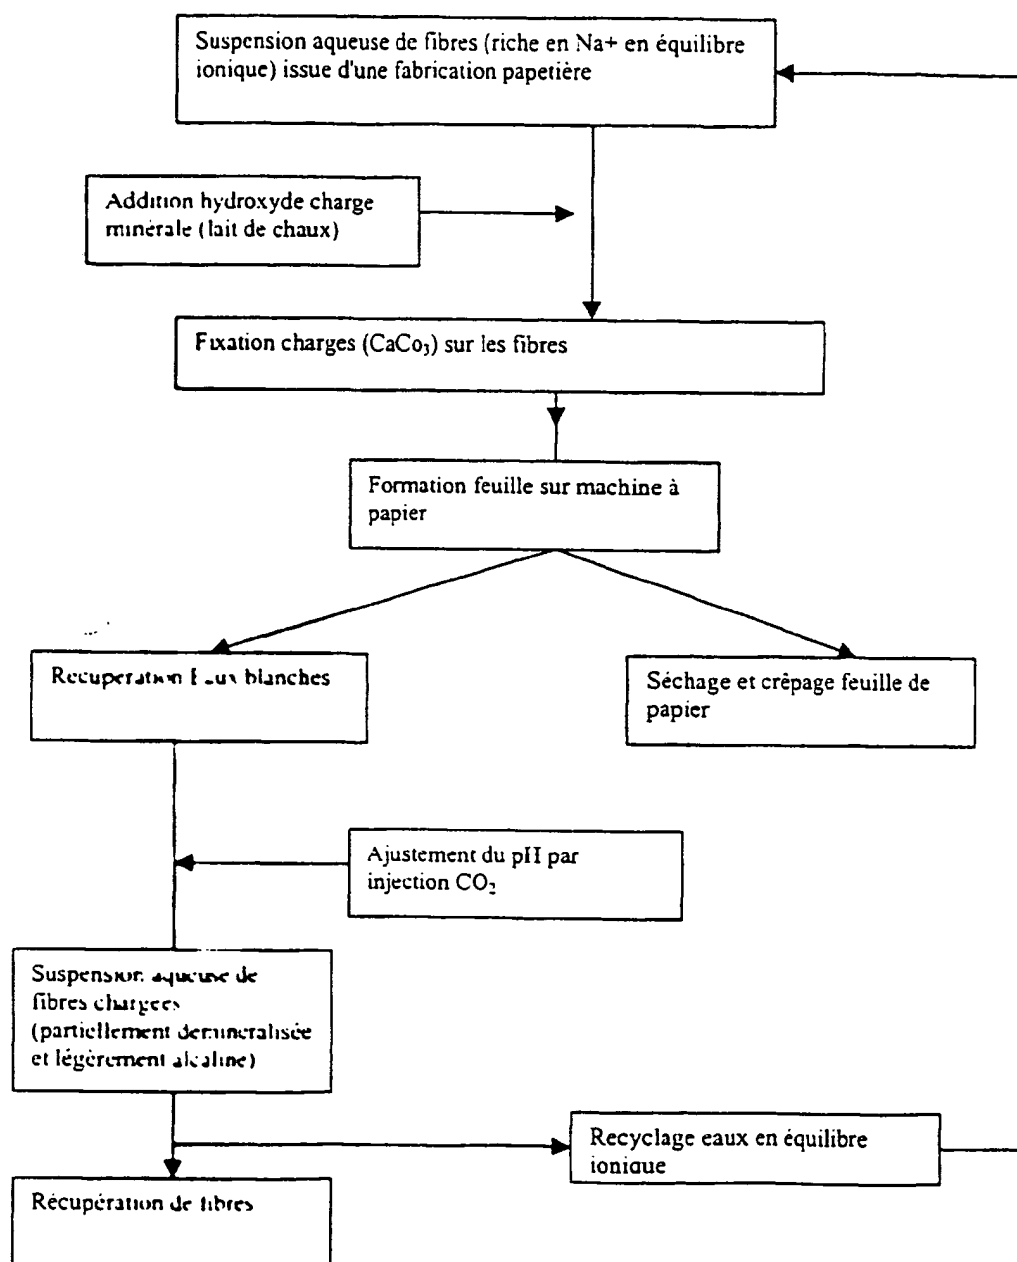 Suspension aqueuse de fibres (riche en Na+ en équilibre
ionique) issue d'une fabrication papetière
Addition hydroxyde charge
minérale (lait de chaux)
Fixation charges (CaCo₃) sur les fibres
Formation feuille sur machine à
papier
Recuperation Eaux blanches
Séchage et crêpage feuille de
papier
Ajustement du pH par
injection CO₂
Suspension aqueuse de
fibres chargées
(partiellement demineralisée
et légèrement alcaline)
Recyclage eaux en équilibre
ionique
Récupération de fibres